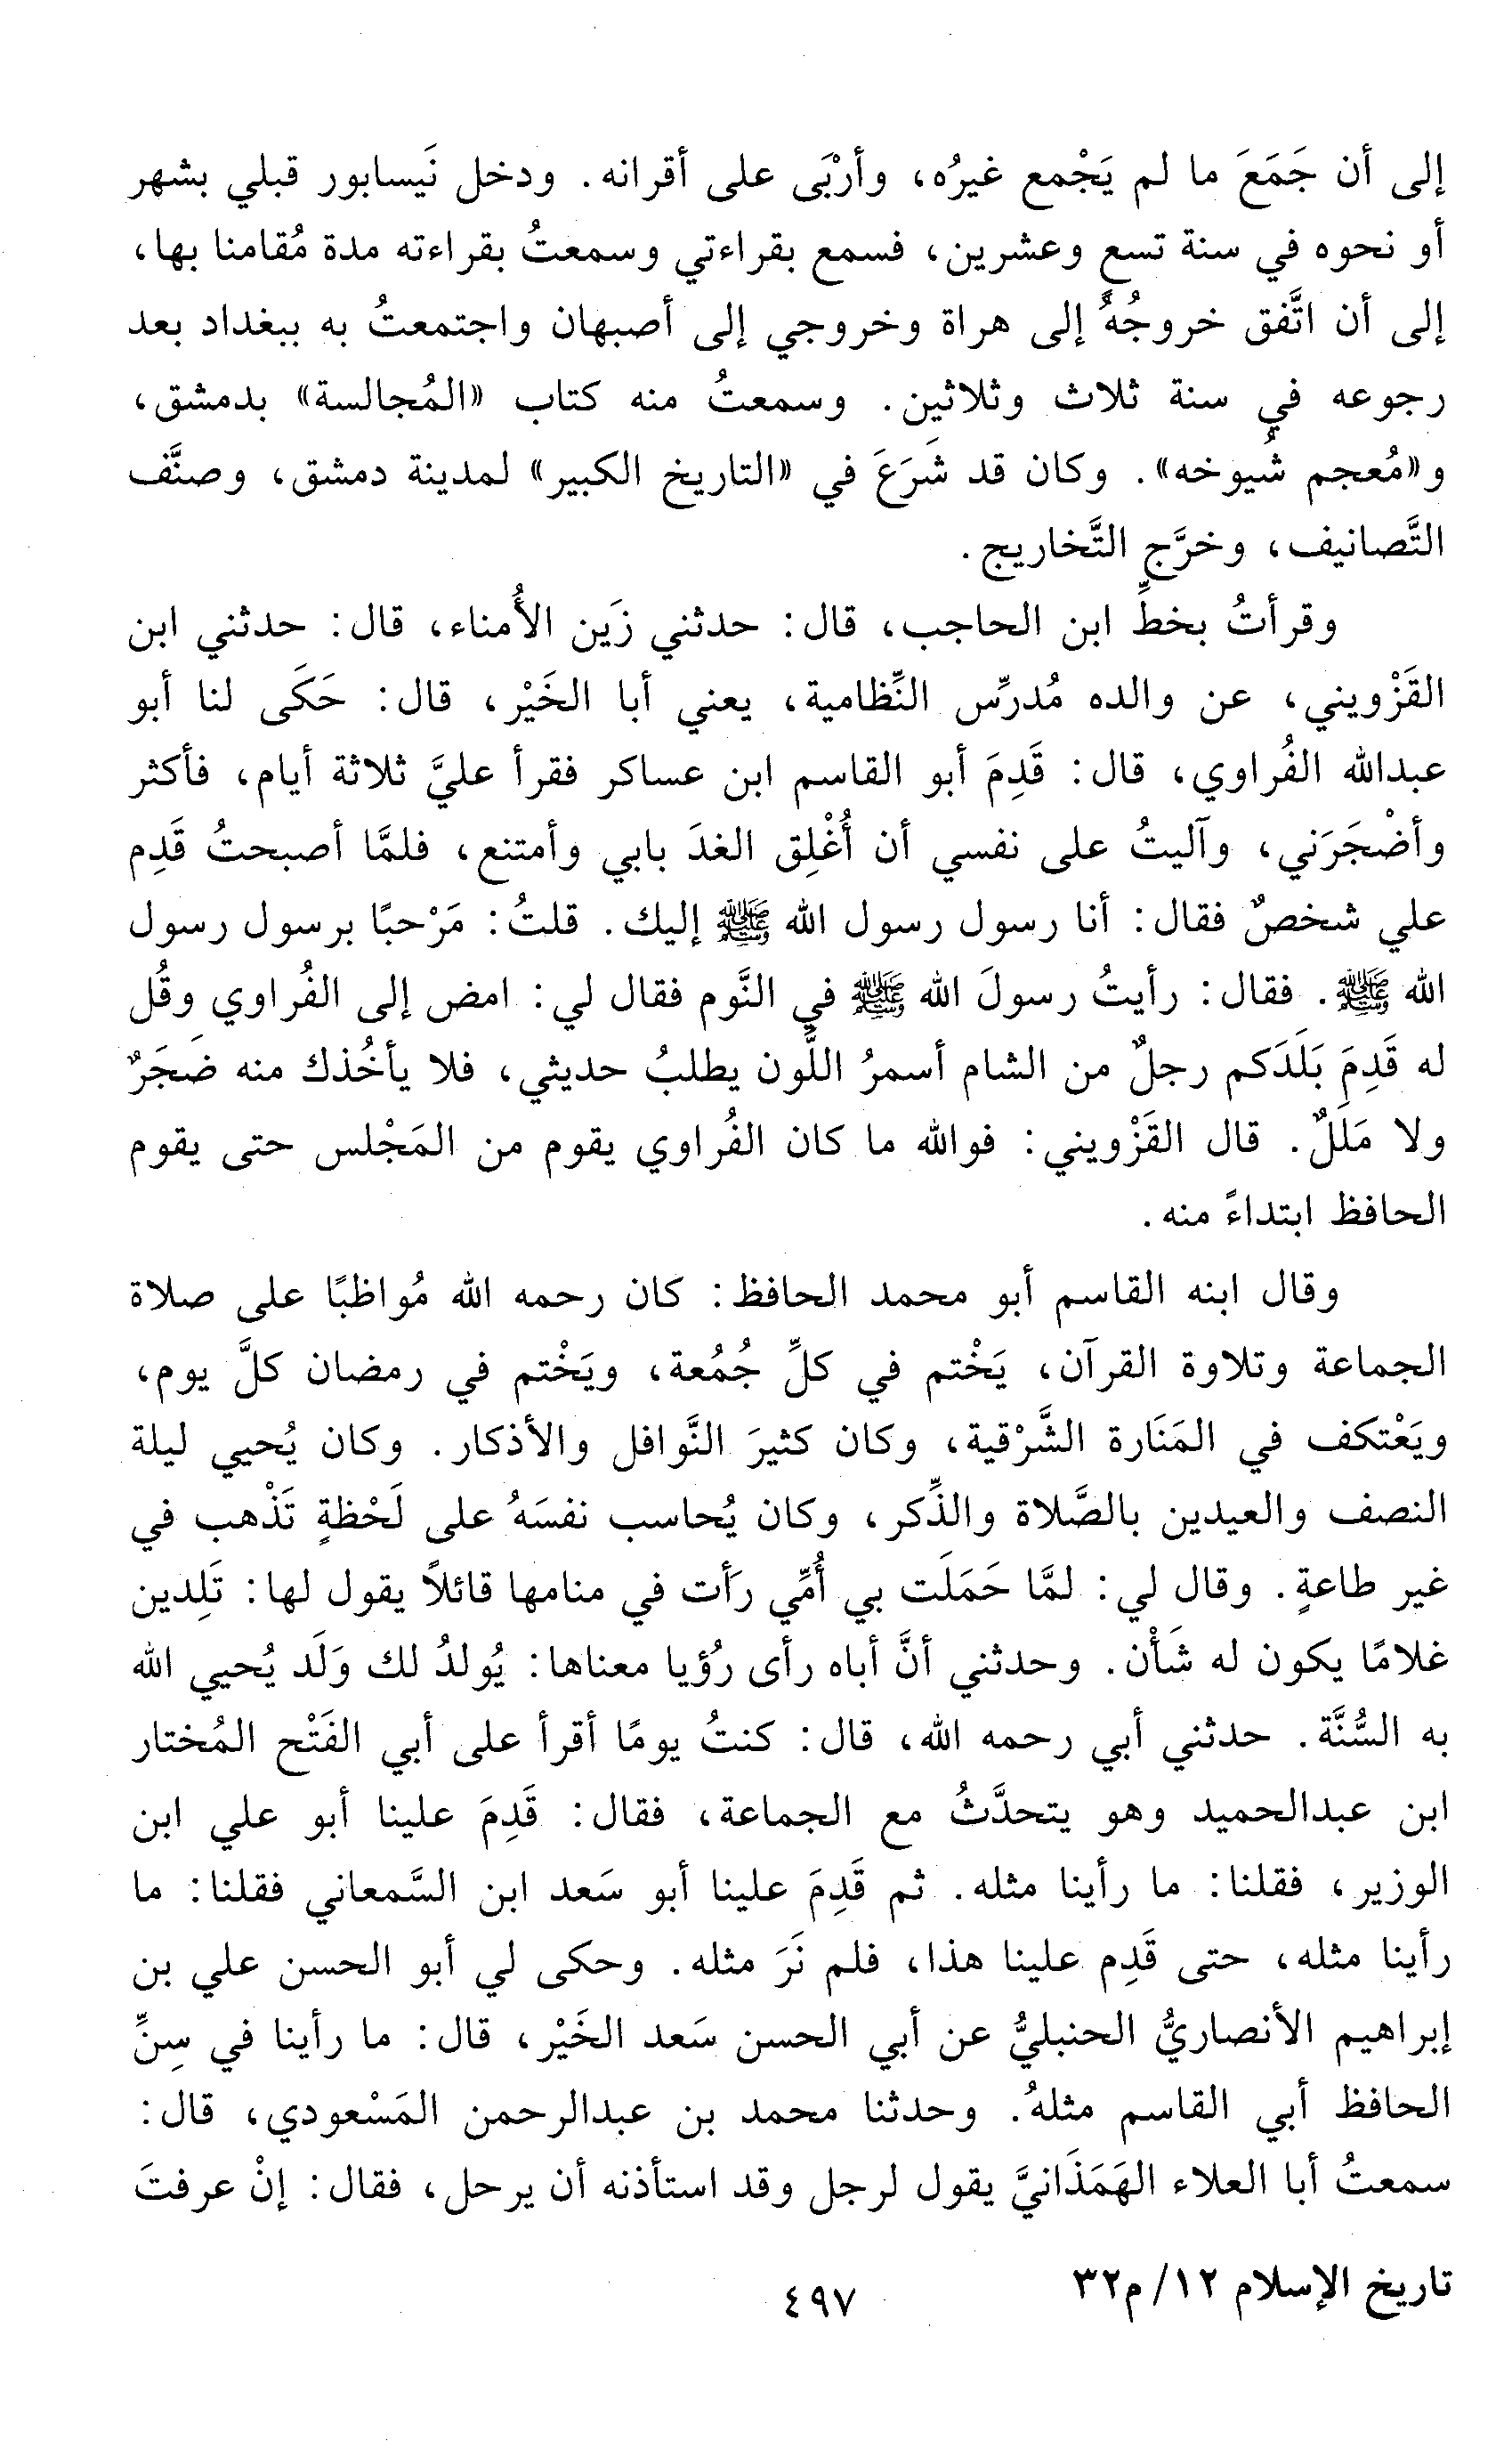 إلى أن جَمَعَ ما لم يَجْمع غيرُه، وأرْبَى على أقرانه. ودخل نَيسابور قبلي بشهر
أو نحوه في سنة تسع وعشرين، فسمع بقراءتي وسمعتُ بقراءته مدة مُقامنا بها،
إلى أن اتَّفق خروجُهُ إلى هراة وخروجي إلى أصبهان واجتمعتُ به ببغداد بعد
رجوعه في سنة ثلاث وثلاثين. وسمعتُ منه كتاب «المُجالسة» بدمشق،
و«مُعجم شُيوخه». وكان قد شَرَعَ في «التاريخ الكبير» لمدينة دمشق، وصنَّف
التَّصانيف، وخرَّج التَّخاريج.
وقرأتُ بخطِّ ابن الحاجب، قال: حدثني زَين الأُمناء، قال: حدثني ابن
القَزْويني، عن والده مُدرِّس النِّظامية، يعني أبا الخَيْر، قال: حَكَى لنا أبو
عبدالله الفُراوي، قال: قَدِمَ أبو القاسم ابن عساكر فقرأ عليَّ ثلاثة أيام، فأكثر
وأضْجَرَني، وآليتُ على نفسي أن أُغْلِق الغدَ بابي وأمتنع، فلمَّا أصبحتُ قَدِم
علي شخصٌ فقال: أنا رسول رسول الله ﷺ إليك. قلتُ: مَرْحبًا برسول رسول
الله ﷺ. فقال: رأيتُ رسولَ الله ﷺ في النَّوم فقال لي: امض إلى الفُراوي وقُل
له قَدِمَ بَلَدَكم رجلٌ من الشام أسمرُ اللَّون يطلبُ حديثي، فلا يأخُذك منه ضَجَرٌ
ولا مَلَلٌ. قال القَزْويني: فوالله ما كان الفُراوي يقوم من المَجْلس حتى يقوم
الحافظ ابتداءً منه.
وقال ابنه القاسم أبو محمد الحافظ: كان رحمه الله مُواظبًا على صلاة
الجماعة وتلاوة القرآن، يَخْتم في كلِّ جُمُعة، ويَخْتم في رمضان كلَّ يوم،
ويَعْتكف في المَنَارة الشَّرْقية، وكان كثيرَ النَّوافل والأذكار. وكان يُحيي ليلة
النصف والعيدين بالصَّلاة والذِّكر، وكان يُحاسب نفسَهُ على لَحْظةٍ تَذْهب في
غير طاعةٍ. وقال لي: لمَّا حَمَلَت بي أُمِّي رَأت في منامها قائلاً يقول لها: تَلِدين
غلامًا يكون له شَأْن. وحدثني أنَّ أباه رأى رُؤيا معناها: يُولدُ لك وَلَد يُحيي الله
به السُّنَّة. حدثني أبي رحمه الله، قال: كنتُ يومًا أقرأ على أبي الفَتْح المُختار
ابن عبدالحميد وهو يتحدَّثُ مع الجماعة، فقال: قَدِمَ علينا أبو علي ابن
الوزير، فقلنا: ما رأينا مثله. ثم قَدِمَ علينا أبو سَعد ابن السَّمعاني فقلنا: ما
رأينا مثله، حتى قَدِم علينا هذا، فلم نَرَ مثله. وحكى لي أبو الحسن علي بن
إبراهيم الأنصاريُّ الحنبليُّ عن أبي الحسن سَعد الخَيْر، قال: ما رأينا في سِنِّ
الحافظ أبي القاسم مثلهُ. وحدثنا محمد بن عبدالرحمن المَسْعودي، قال:
سمعتُ أبا العلاء الهَمَذَانيَّ يقول لرجل وقد استأذنه أن يرحل، فقال: إنْ عرفتَ
تاريخ الإسلام ١٢/ م٣٢
٤٩٧